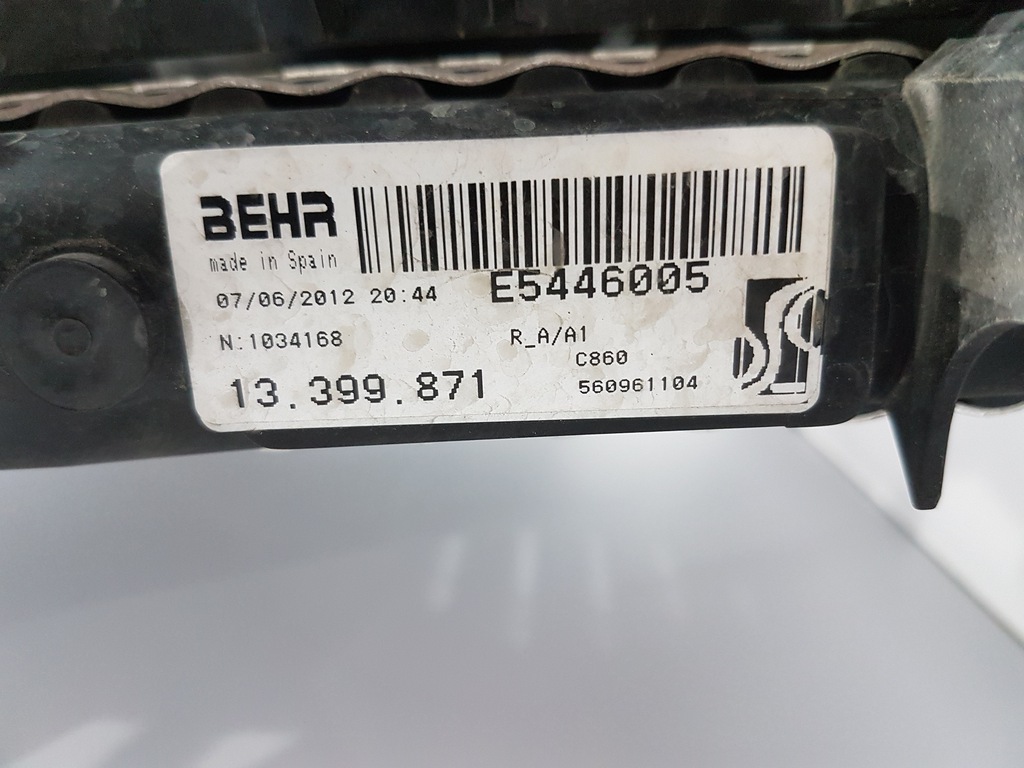 BEHR
made in Spain
07/06/2012 20:44
E5446005
N:1034168
R_A/A1
C860
13.399.871
560961104